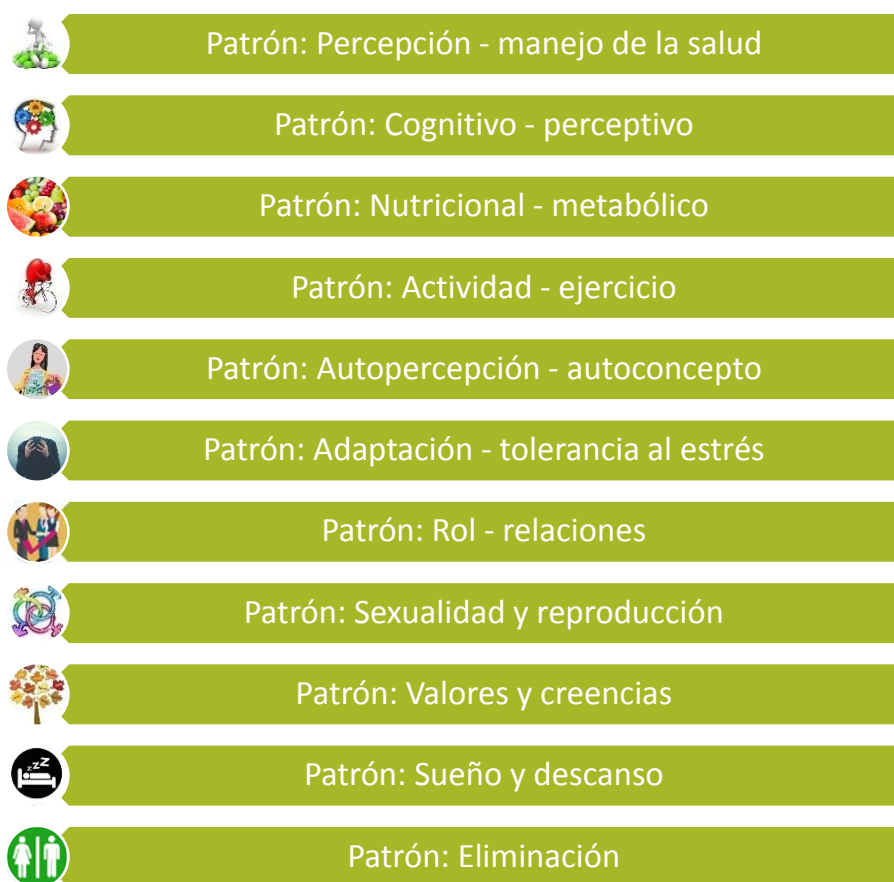 Patrón: Percepción - manejo de la salud
Patrón: Cognitivo - perceptivo
Patrón: Nutricional - metabólico
Patrón: Actividad - ejercicio
Patrón: Autopercepción - autoconcepto
Patrón: Adaptación - tolerancia al estrés
Patrón: Rol - relaciones
Patrón: Sexualidad y reproducción
Patrón: Valores y creencias
zzZ
Patrón: Sueño y descanso
Patrón: Eliminación